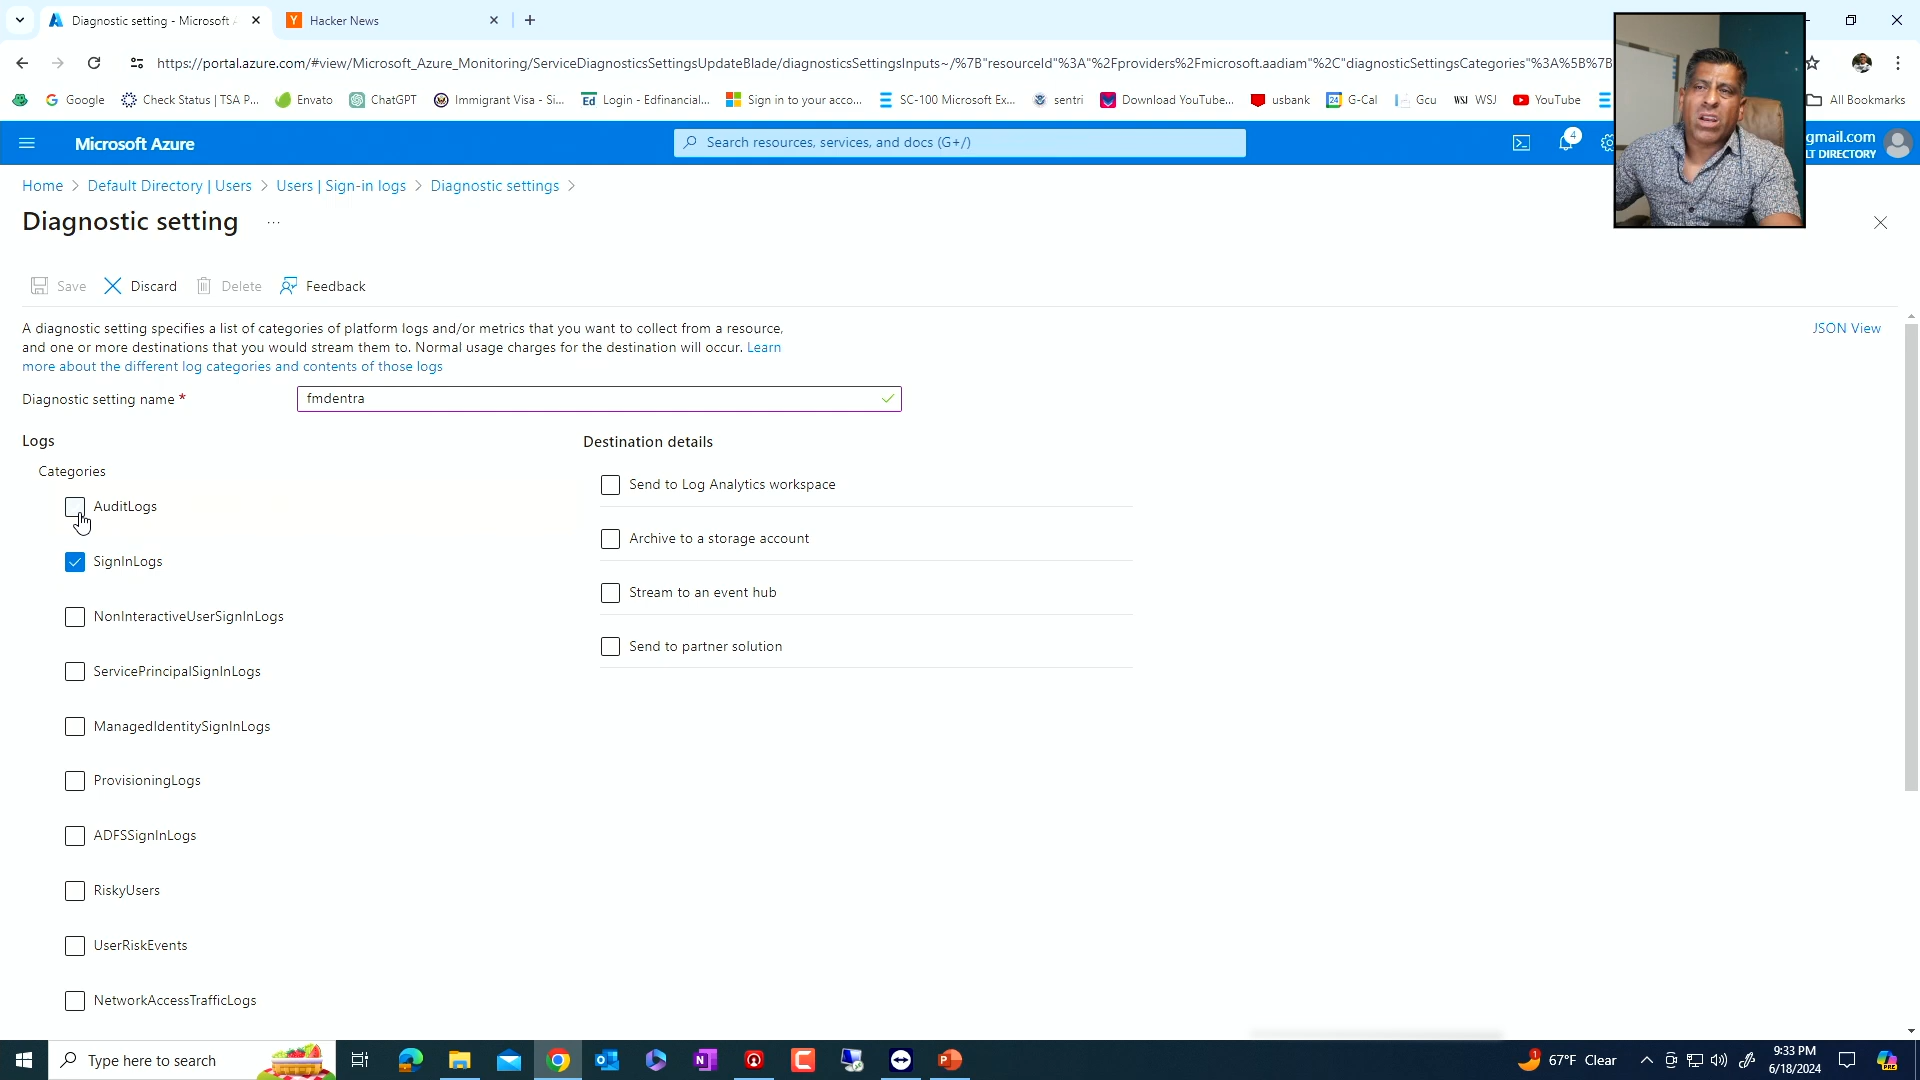 Diagnostic setting - Microsoft
Hacker News
https://portal.azure.com/#view/Microsoft_Azure_Monitoring/ServiceDiagnosticsSettingsUpdateBlade/diagnosticsSettingsInputs~/%7B"resourceId"%3A"%2Fproviders%2Fmicrosoft.aadiam"%2C"diagnosticSettingsCategories"%3A%5B%7B
Google Check Status | TSA P... Envato ChatGPT Immigrant Visa - Si... Ed Login - Edfinancial... Sign in to your acco... SC-100 Microsoft Ex... sentri Download YouTube... usbank 24 G-Cal Gcu WSJ WSJ YouTube All Bookmarks
Microsoft Azure
Search resources, services, and docs (G+/)
4
gmail.com
LT DIRECTORY
Home > Default Directory | Users > Users | Sign-in logs > Diagnostic settings >
Diagnostic setting ...
Save Discard Delete Feedback
A diagnostic setting specifies a list of categories of platform logs and/or metrics that you want to collect from a resource,
and one or more destinations that you would stream them to. Normal usage charges for the destination will occur. Learn
more about the different log categories and contents of those logs
JSON View
Diagnostic setting name *
fmdentra
Logs
Destination details
Categories
AuditLogs
SignInLogs
NonInteractiveUserSignInLogs
ServicePrincipalSignInLogs
ManagedIdentitySignInLogs
ProvisioningLogs
ADFSSignInLogs
RiskyUsers
UserRiskEvents
NetworkAccessTrafficLogs
Send to Log Analytics workspace
Archive to a storage account
Stream to an event hub
Send to partner solution
Type here to search
67°F Clear
9:33 PM
6/18/2024